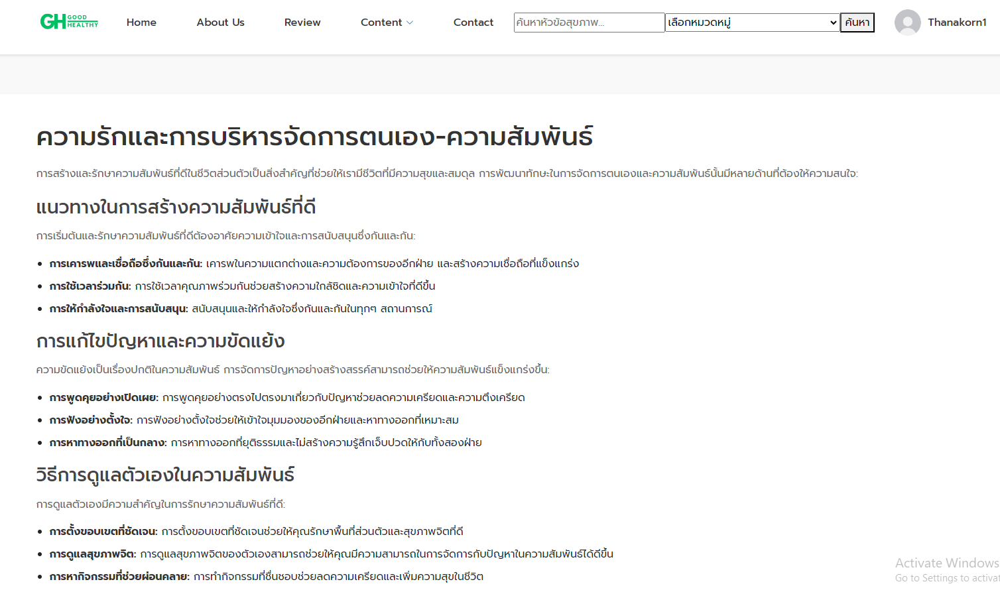 GH GOOD HEALTHY
Home About Us Review Content Contact ค้นหาหัวข้อสุขภาพ... เลือกหมวดหมู่ ค้นหา Thanakorn1
ความรักและการบริหารจัดการตนเอง-ความสัมพันธ์
การสร้างและรักษาความสัมพันธ์ที่ดีในชีวิตส่วนตัวเป็นสิ่งสำคัญที่ช่วยให้เรามีชีวิตที่มีความสุขและสมดุล การพัฒนาทักษะในการจัดการตนเองและความสัมพันธ์นั้นมีหลายด้านที่ต้องให้ความสนใจ:
แนวทางในการสร้างความสัมพันธ์ที่ดี
การเริ่มต้นและรักษาความสัมพันธ์ที่ดีต้องอาศัยความเข้าใจและการสนับสนุนซึ่งกันและกัน:
• การเคารพและเชื่อถือซึ่งกันและกัน: เคารพในความแตกต่างและความต้องการของอีกฝ่าย และสร้างความเชื่อถือที่แข็งแกร่ง
• การใช้เวลาร่วมกัน: การใช้เวลาคุณภาพร่วมกันช่วยสร้างความใกล้ชิดและความเข้าใจที่ดีขึ้น
• การให้กำลังใจและการสนับสนุน: สนับสนุนและให้กำลังใจซึ่งกันและกันในทุกๆ สถานการณ์
การแก้ไขปัญหาและความขัดแย้ง
ความขัดแย้งเป็นเรื่องปกติในความสัมพันธ์ การจัดการปัญหาอย่างสร้างสรรค์สามารถช่วยให้ความสัมพันธ์แข็งแกร่งขึ้น:
• การพูดคุยอย่างเปิดเผย: การพูดคุยอย่างตรงไปตรงมาเกี่ยวกับปัญหาช่วยลดความเครียดและความตึงเครียด
• การฟังอย่างตั้งใจ: การฟังอย่างตั้งใจช่วยให้เข้าใจมุมมองของอีกฝ่ายและหาทางออกที่เหมาะสม
• การหาทางออกที่เป็นกลาง: การหาทางออกที่ยุติธรรมและไม่สร้างความรู้สึกเจ็บปวดให้กับทั้งสองฝ่าย
วิธีการดูแลตัวเองในความสัมพันธ์
การดูแลตัวเองมีความสำคัญในการรักษาความสัมพันธ์ที่ดี:
• การตั้งขอบเขตที่ชัดเจน: การตั้งขอบเขตที่ชัดเจนช่วยให้คุณรักษาพื้นที่ส่วนตัวและสุขภาพจิตที่ดี
• การดูแลสุขภาพจิต: การดูแลสุขภาพจิตของตัวเองสามารถช่วยให้คุณมีความสามารถในการจัดการกับปัญหาในความสัมพันธ์ได้ดีขึ้น
• การหากิจกรรมที่ช่วยผ่อนคลาย: การทำกิจกรรมที่ชื่นชอบช่วยลดความเครียดและเพิ่มความสุขในชีวิต
Activate Windows
Go to Settings to activat